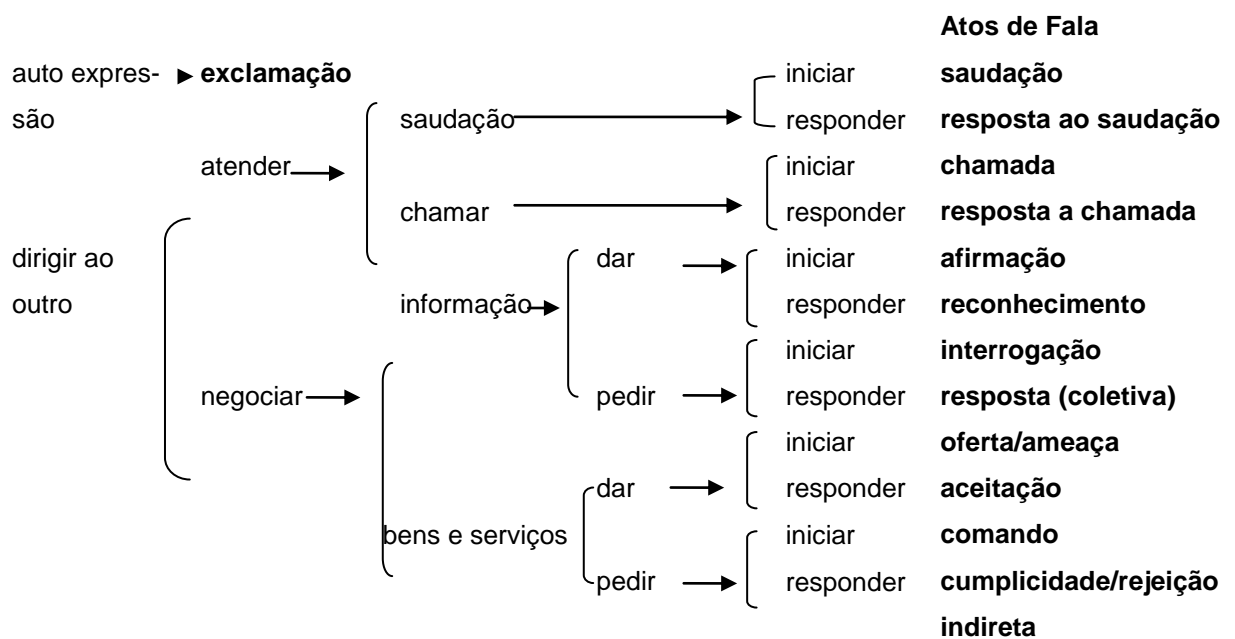 Atos de Fala
auto expres- exclamação iniciar saudação
são saudação responder resposta ao saudação
atender iniciar chamada
chamar responder resposta a chamada
dirigir ao dar iniciar afirmação
outro informação responder reconhecimento
iniciar interrogação
negociar pedir responder resposta (coletiva)
iniciar oferta/ameaça
dar responder aceitação
bens e serviços iniciar comando
pedir responder cumplicidade/rejeição
indireta